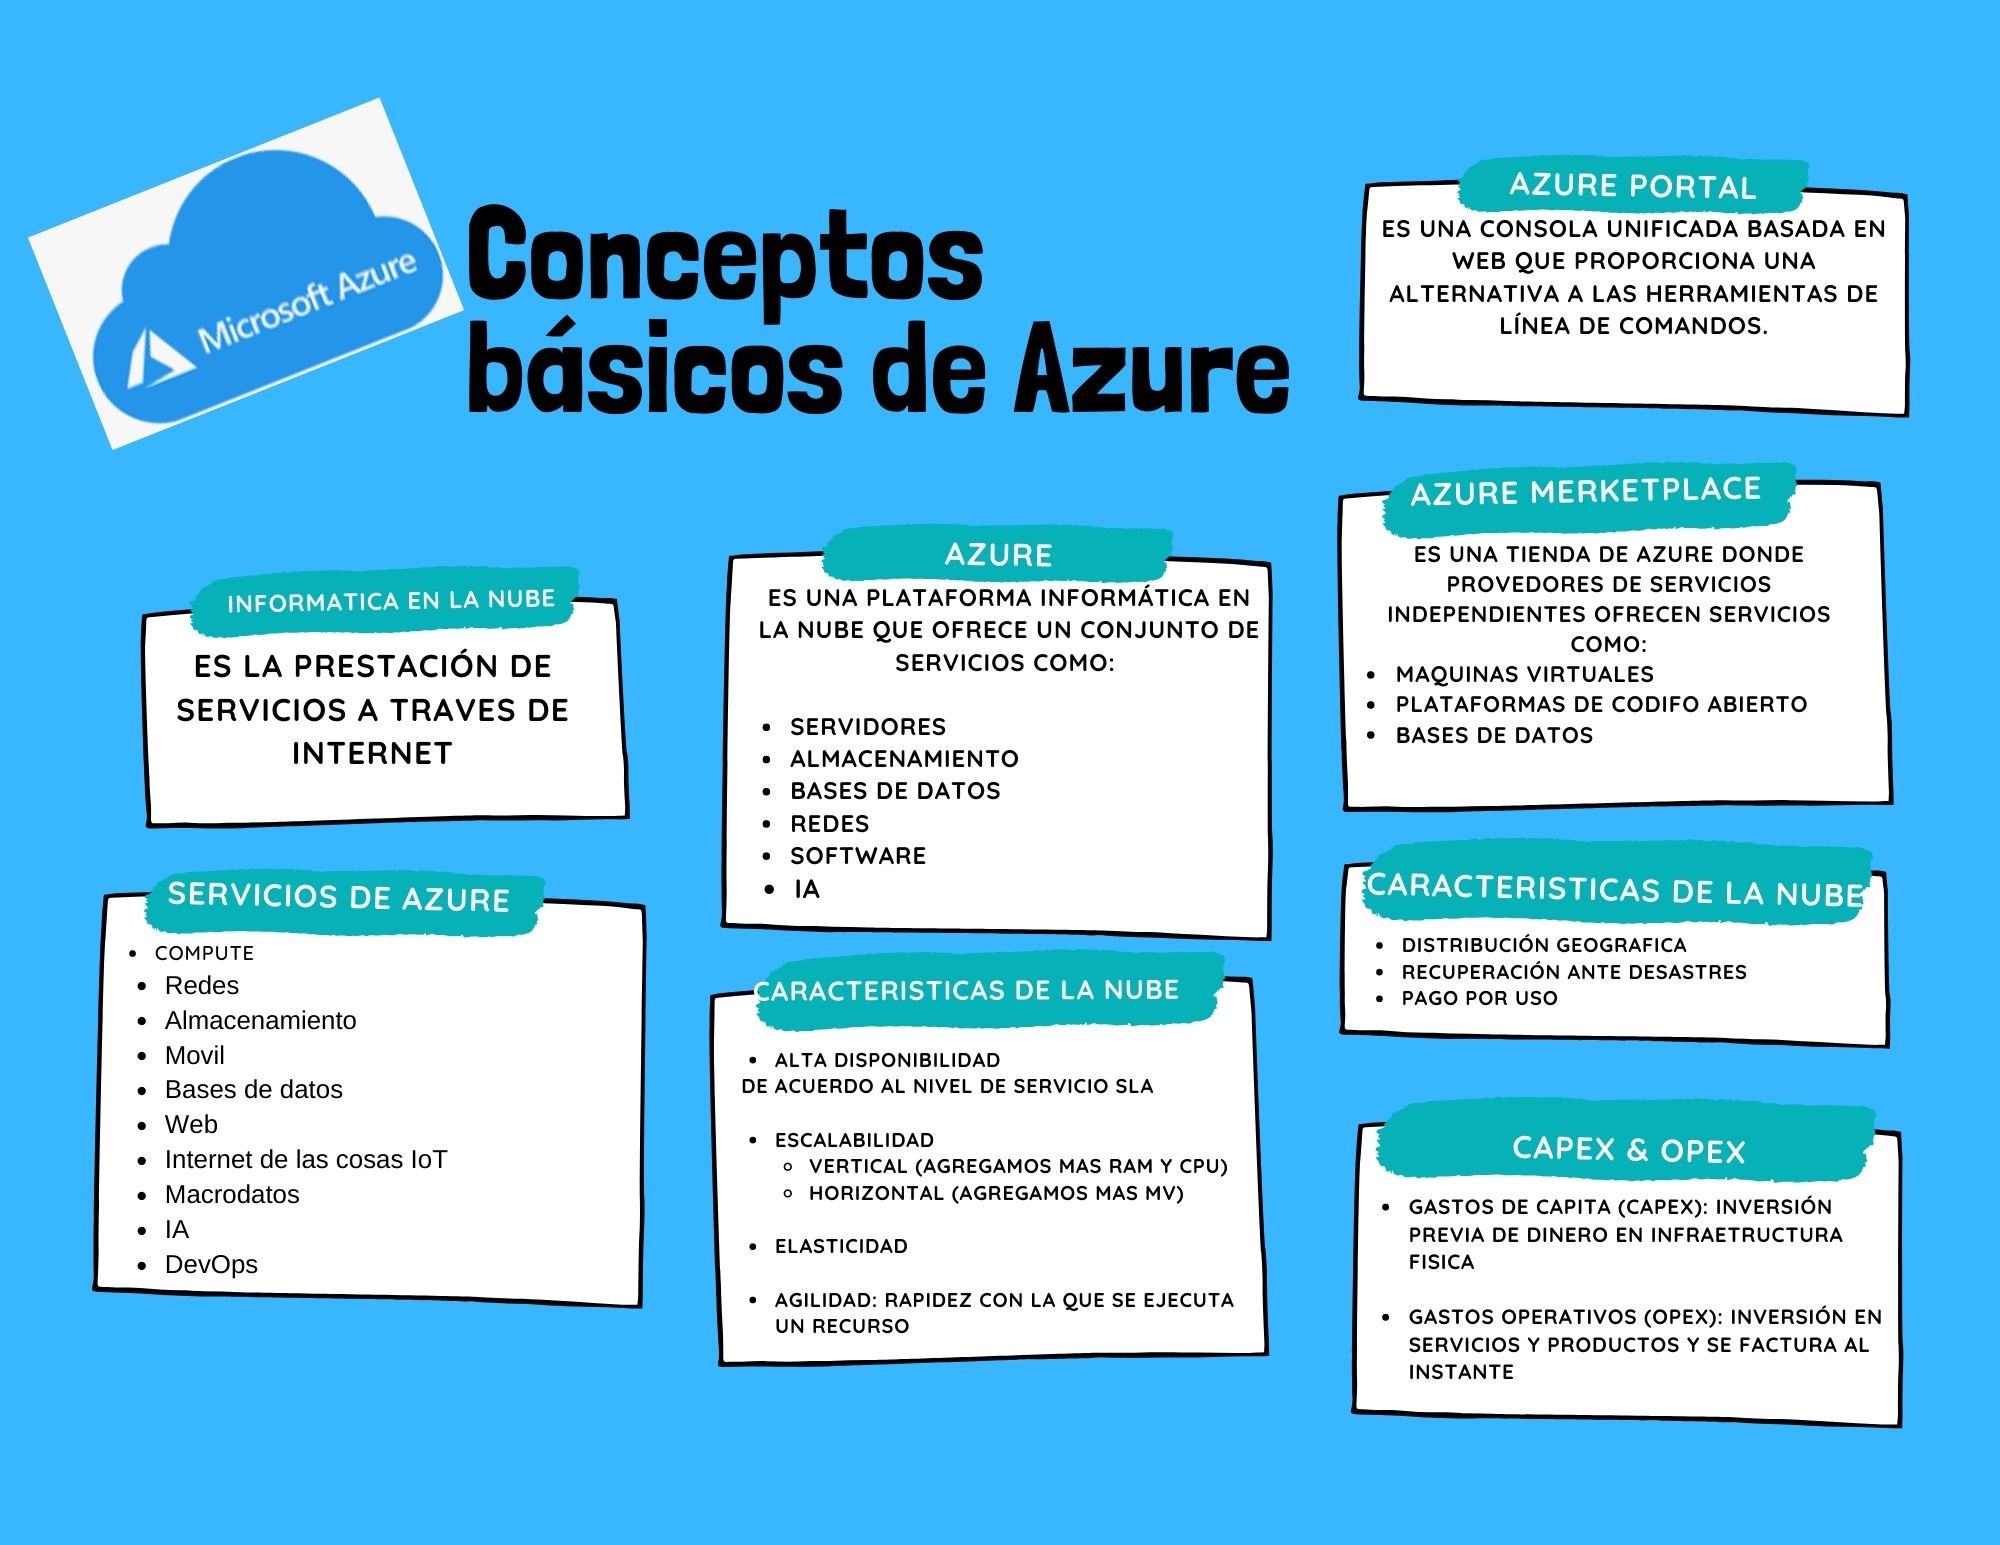 Microsoft Azure
Conceptos
básicos de Azure
INFORMATICA EN LA NUBE
ES LA PRESTACIÓN DE
SERVICIOS A TRAVES DE
INTERNET
SERVICIOS DE AZURE
• COMPUTE
• Redes
• Almacenamiento
• Movil
• Bases de datos
• Web
• Internet de las cosas IoT
• Macrodatos
• IA
• DevOps
AZURE
ES UNA PLATAFORMA INFORMÁTICA EN
LA NUBE QUE OFRECE UN CONJUNTO DE
SERVICIOS COMO:
• SERVIDORES
• ALMACENAMIENTO
• BASES DE DATOS
• REDES
• SOFTWARE
• IA
CARACTERISTICAS DE LA NUBE
• ALTA DISPONIBILIDAD
DE ACUERDO AL NIVEL DE SERVICIO SLA
• ESCALABILIDAD
◦ VERTICAL (AGREGAMOS MAS RAM Y CPU)
◦ HORIZONTAL (AGREGAMOS MAS MV)
• ELASTICIDAD
• AGILIDAD: RAPIDEZ CON LA QUE SE EJECUTA
UN RECURSO
AZURE PORTAL
ES UNA CONSOLA UNIFICADA BASADA EN
WEB QUE PROPORCIONA UNA
ALTERNATIVA A LAS HERRAMIENTAS DE
LÍNEA DE COMANDOS.
AZURE MERKETPLACE
ES UNA TIENDA DE AZURE DONDE
PROVEDORES DE SERVICIOS
INDEPENDIENTES OFRECEN SERVICIOS
COMO:
• MAQUINAS VIRTUALES
• PLATAFORMAS DE CODIFO ABIERTO
• BASES DE DATOS
CARACTERISTICAS DE LA NUBE
• DISTRIBUCIÓN GEOGRAFICA
• RECUPERACIÓN ANTE DESASTRES
• PAGO POR USO
CAPEX & OPEX
• GASTOS DE CAPITA (CAPEX): INVERSIÓN
PREVIA DE DINERO EN INFRAETRUCTURA
FISICA
• GASTOS OPERATIVOS (OPEX): INVERSIÓN EN
SERVICIOS Y PRODUCTOS Y SE FACTURA AL
INSTANTE